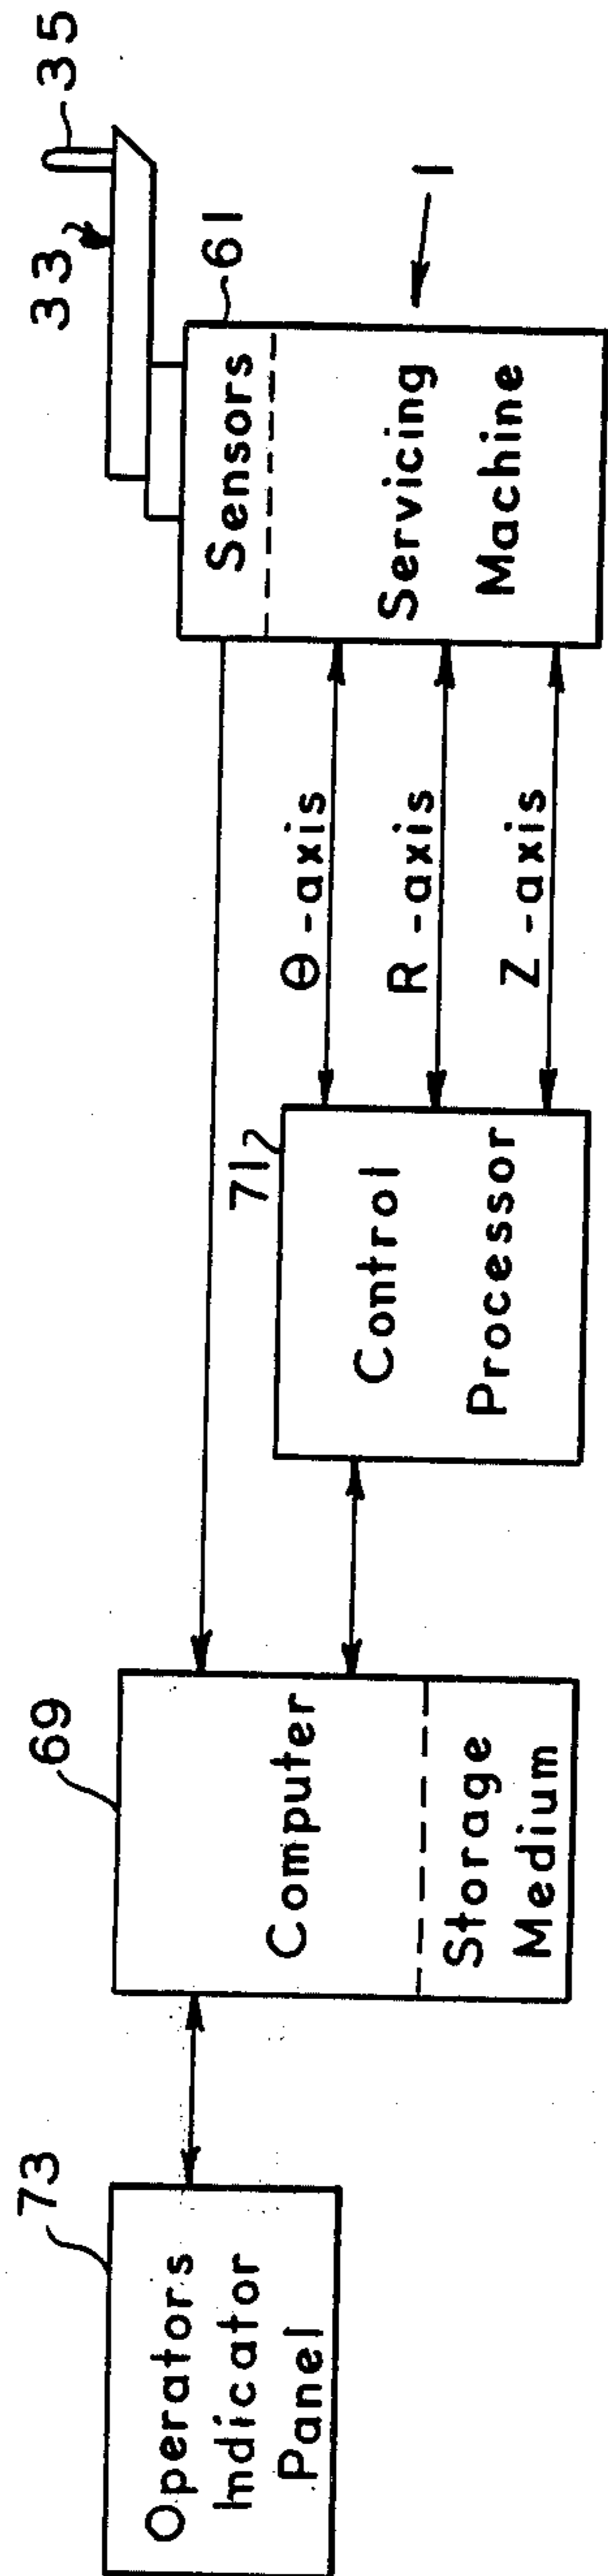 73
Operators
Indicator
Panel
69
Computer
Storage
Medium
71
Control
Processor
θ-axis
R-axis
Z-axis
33
35
61
Sensors
Servicing
Machine
1